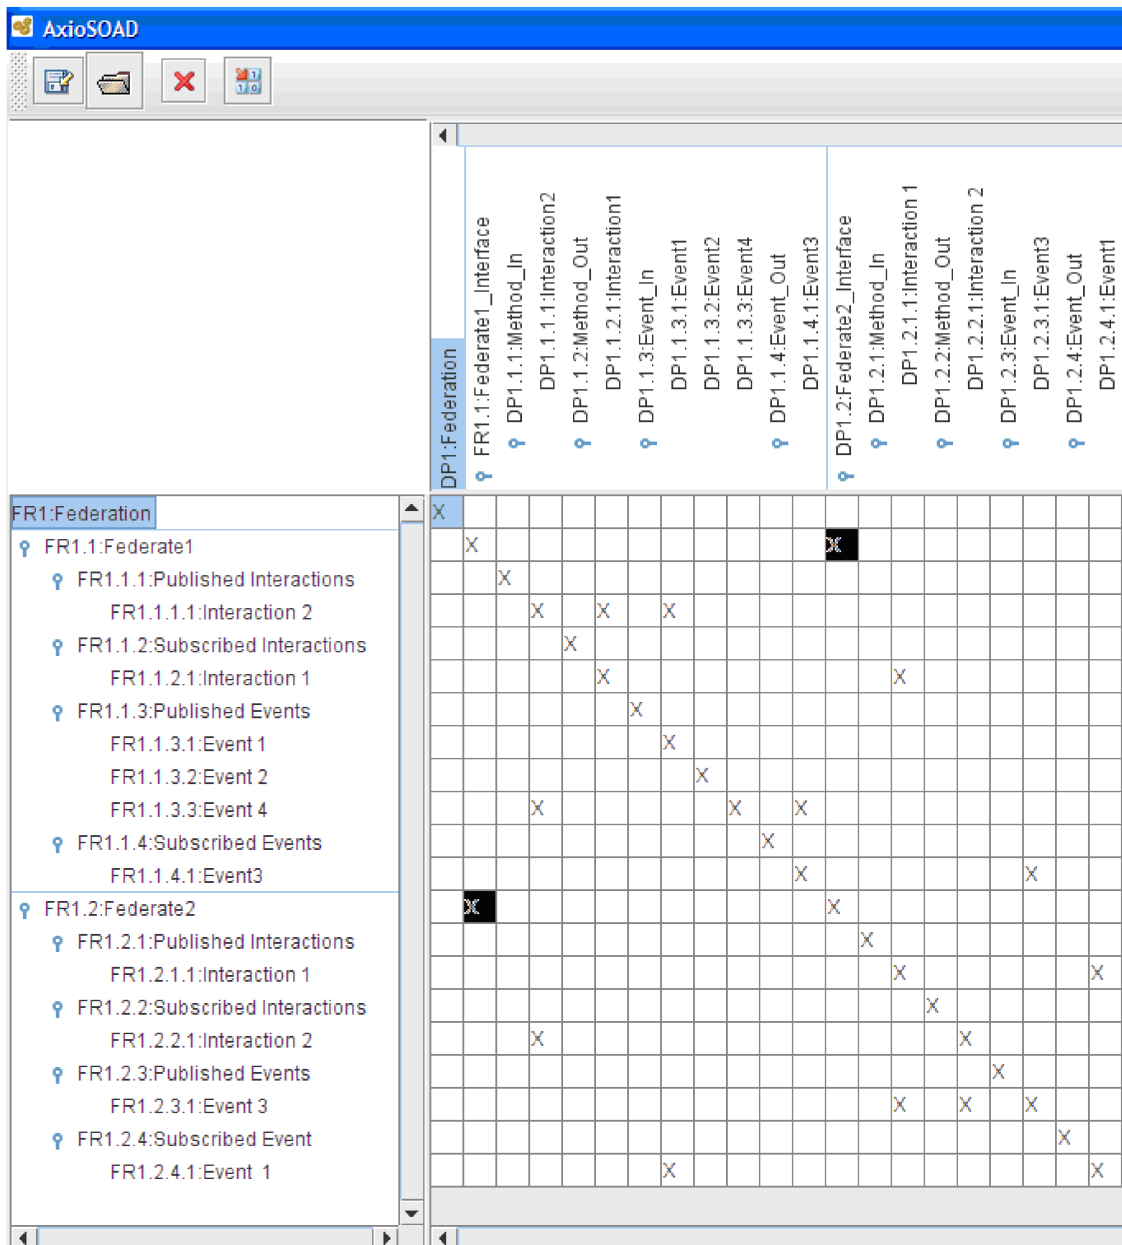 AxioSOAD
DP1:Federation
FR1.1:Federate1_Interface
DP1.1.1:Method_In
DP1.1.1.1:Interaction2
DP1.1.2:Method_Out
DP1.1.2.1:Interaction1
DP1.1.3:Event_In
DP1.1.3.1:Event1
DP1.1.3.2:Event2
DP1.1.3.3:Event4
DP1.1.4:Event_Out
DP1.1.4.1:Event3
DP1.2:Federate2_Interface
DP1.2.1:Method_In
DP1.2.1.1:Interaction 1
DP1.2.2:Method_Out
DP1.2.2.1:Interaction 2
DP1.2.3:Event_In
DP1.2.3.1:Event3
DP1.2.4:Event_Out
DP1.2.4.1:Event1
FR1:Federation X
FR1.1:Federate1 X X
FR1.1.1:Published Interactions X
FR1.1.1.1:Interaction 2 X X X
FR1.1.2:Subscribed Interactions X
FR1.1.2.1:Interaction 1 X X
FR1.1.3:Published Events X
FR1.1.3.1:Event 1 X
FR1.1.3.2:Event 2 X
FR1.1.3.3:Event 4 X X X
FR1.1.4:Subscribed Events X
FR1.1.4.1:Event3 X X
FR1.2:Federate2 X X
FR1.2.1:Published Interactions X
FR1.2.1.1:Interaction 1 X X
FR1.2.2:Subscribed Interactions X
FR1.2.2.1:Interaction 2 X X
FR1.2.3:Published Events X
FR1.2.3.1:Event 3 X X X
FR1.2.4:Subscribed Event X
FR1.2.4.1:Event 1 X X